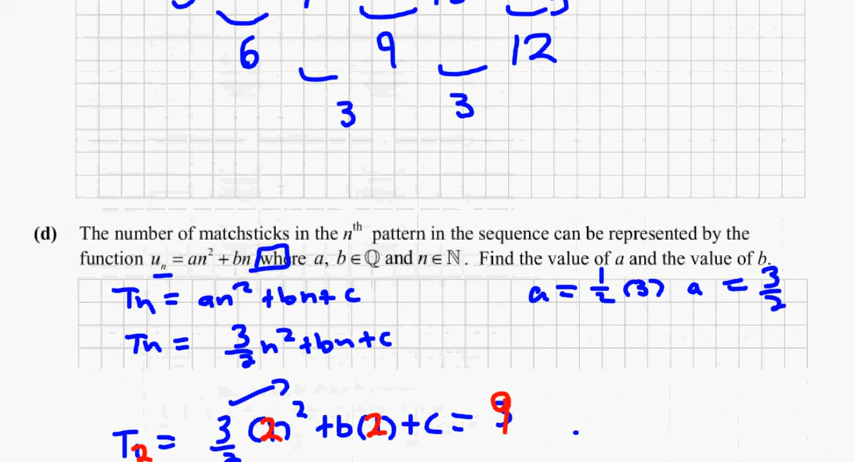 6 9 12
3 3
(d) The number of matchsticks in the nᵗʰ pattern in the sequence can be represented by the
function uₙ = an² + bn where a, b ∈ ℚ and n ∈ ℕ. Find the value of a and the value of b.
Tn = an² + bn + c a = 1/2 (3) a = 3/2
Tn = 3/2 n² + bn + c
T2 = 3/2 (2)² + b(2) + c = 9